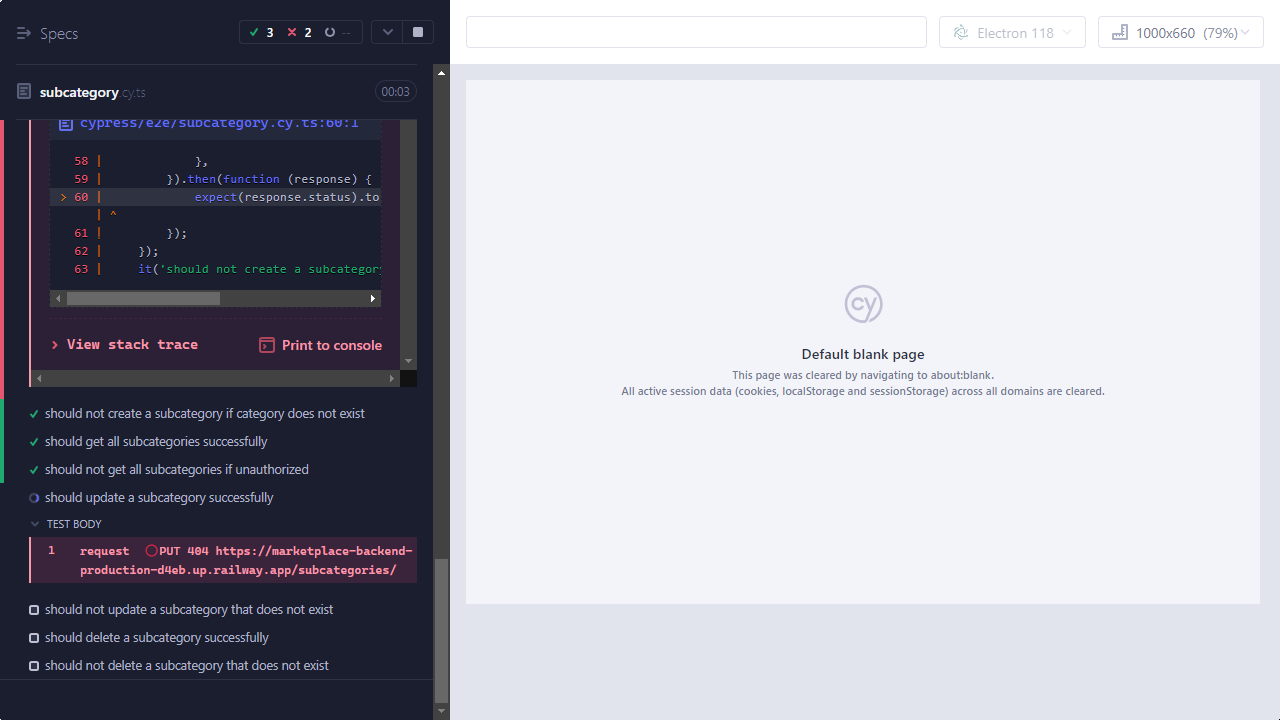 Specs
3
2
--
subcategory.cy.ts
00:03
cypress/e2e/subcategory.cy.ts:60:1
58 |             },
59 |         }).then(function (response) {
> 60 |             expect(response.status).to
| ^
61 |         });
62 |     });
63 |     it('should not create a subcategory
View stack trace
Print to console
should not create a subcategory if category does not exist
should get all subcategories successfully
should not get all subcategories if unauthorized
should update a subcategory successfully
TEST BODY
1 request PUT 404 https://marketplace-backend-
production-d4eb.up.railway.app/subcategories/
should not update a subcategory that does not exist
should delete a subcategory successfully
should not delete a subcategory that does not exist
Electron 118
1000x660 (79%)
cy
Default blank page
This page was cleared by navigating to about:blank.
All active session data (cookies, localStorage and sessionStorage) across all domains are cleared.